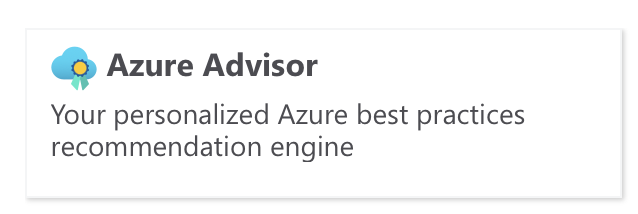 Azure Advisor
Your personalized Azure best practices
recommendation engine